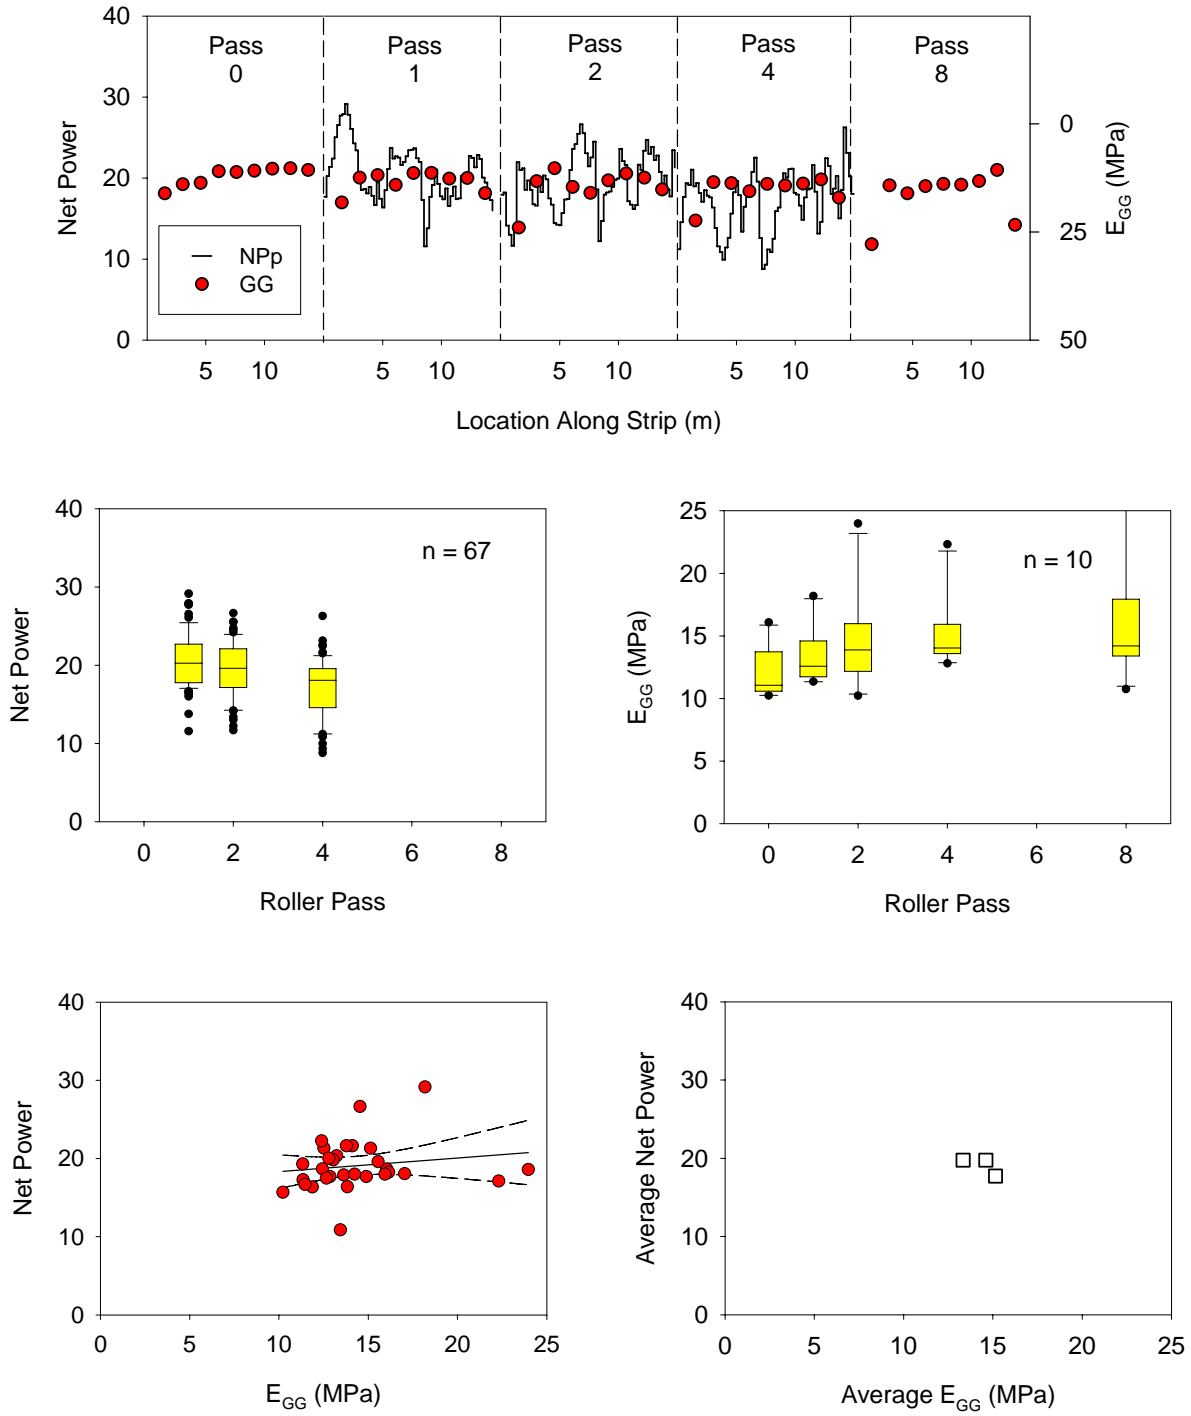 40
30
20
10
0
Net Power
Pass
0
Pass
1
Pass
2
Pass
4
Pass
8
NPp
GG
0
25
50
E_GG (MPa)
5 10 5 10 5 10 5 10 5 10
Location Along Strip (m)
40
30
20
10
0
Net Power
n = 67
0 2 4 6 8
Roller Pass
25
20
15
10
5
0
E_GG (MPa)
n = 10
0 2 4 6 8
Roller Pass
40
30
20
10
0
Net Power
0 5 10 15 20 25
E_GG (MPa)
40
30
20
10
0
Average Net Power
0 5 10 15 20 25
Average E_GG (MPa)